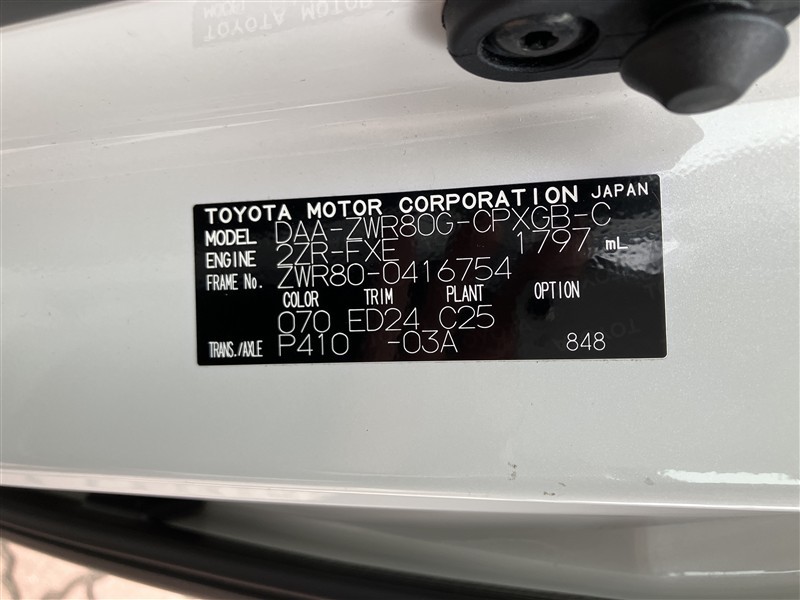 TOYOTA MOTOR CORPORATION JAPAN
MODEL DAA-ZWR80G-CPXGB-C
ENGINE 2ZR-FXE 1797 mL
FRAME No. ZWR80-0416754
COLOR TRIM PLANT OPTION
070 ED24 C25
TRANS./AXLE P410 -03A 848